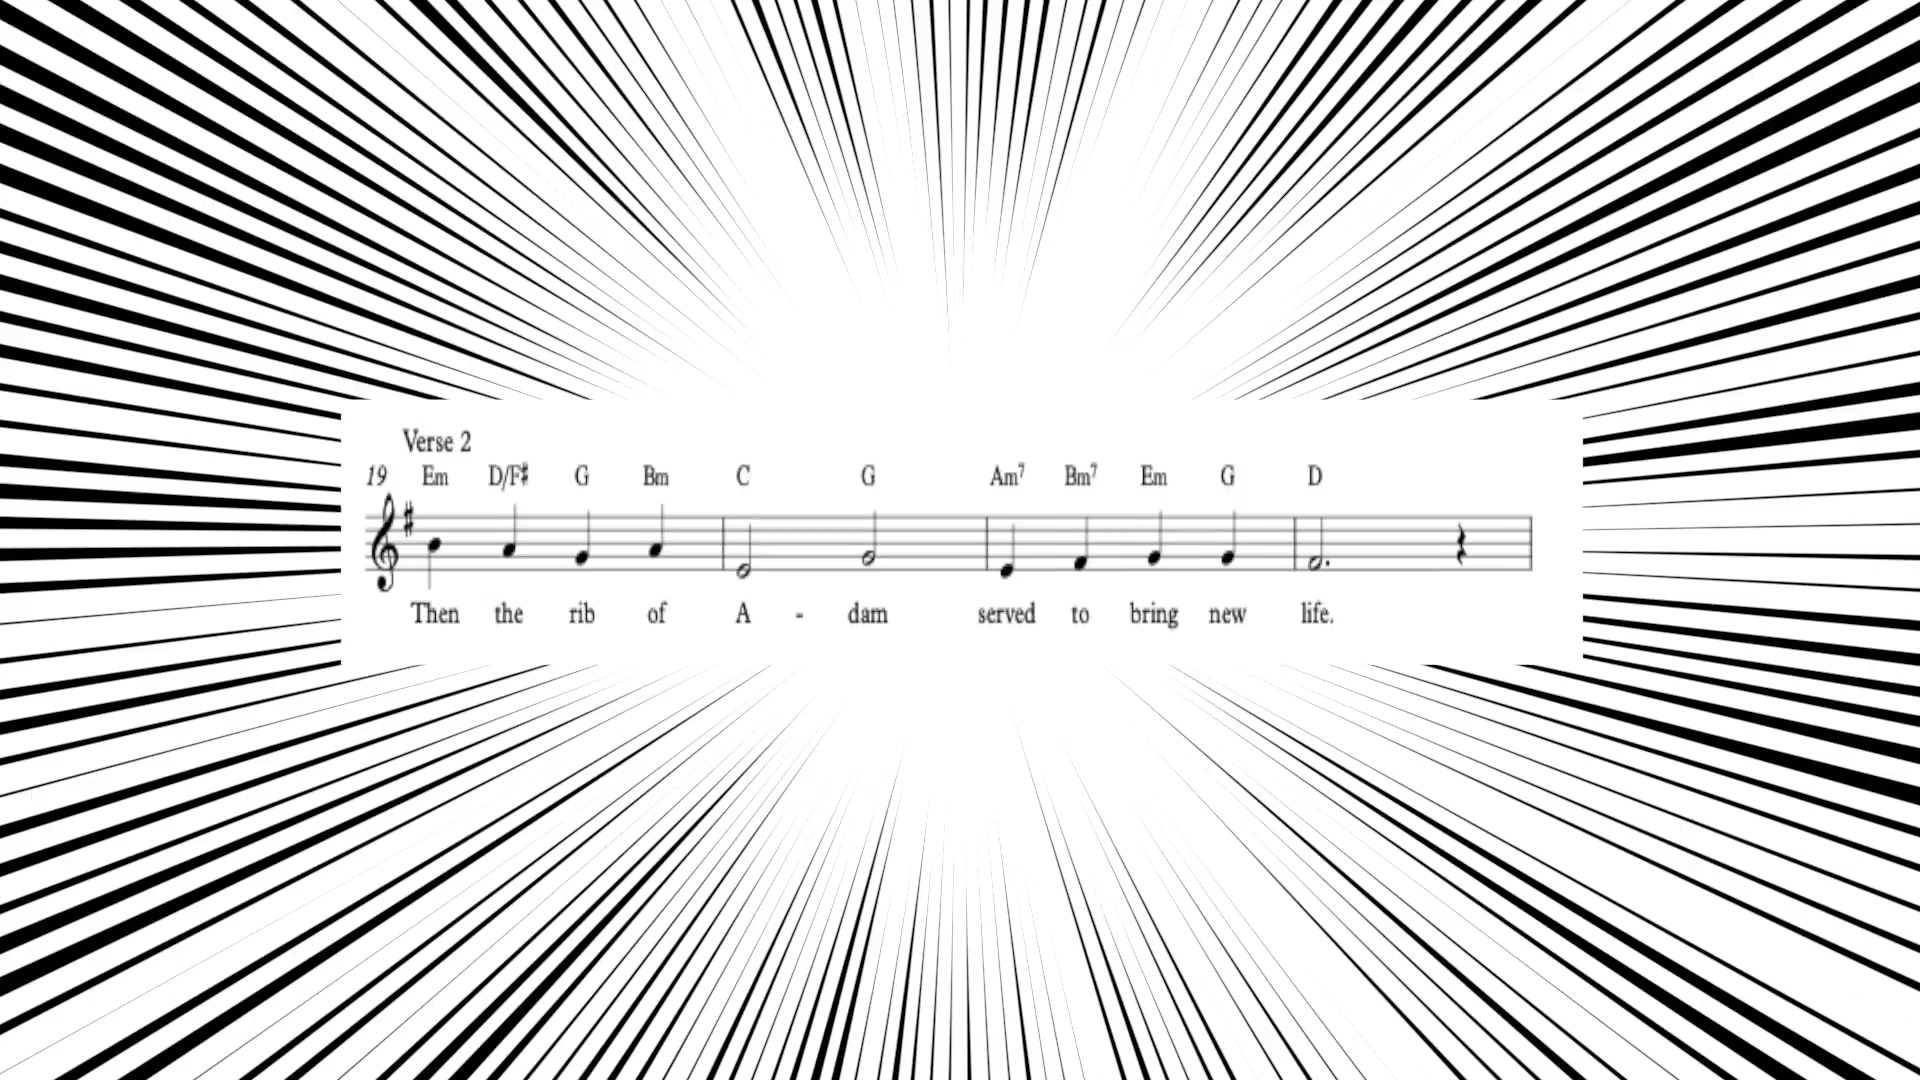 Verse 2
19 Em D/F♯ G Bm C G Am7 Bm7 Em G D
Then the rib of A - dam served to bring new life.